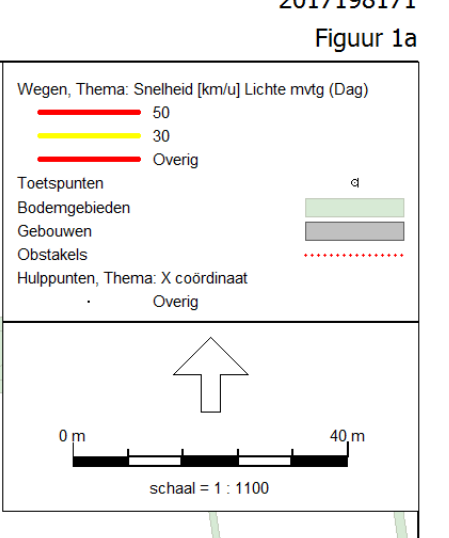 2017198171
Figuur 1a
Wegen, Thema: Snelheid [km/u] Lichte mvtg (Dag)
50
30
Overig
Toetspunten
Bodemgebieden
Gebouwen
Obstakels
Hulppunten, Thema: X coördinaat
Overig
0 m 40 m
schaal = 1 : 1100